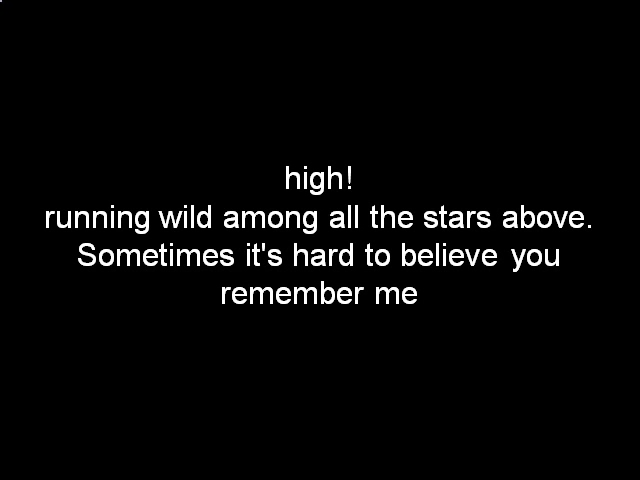 high!
running wild among all the stars above.
Sometimes it's hard to believe you
remember me